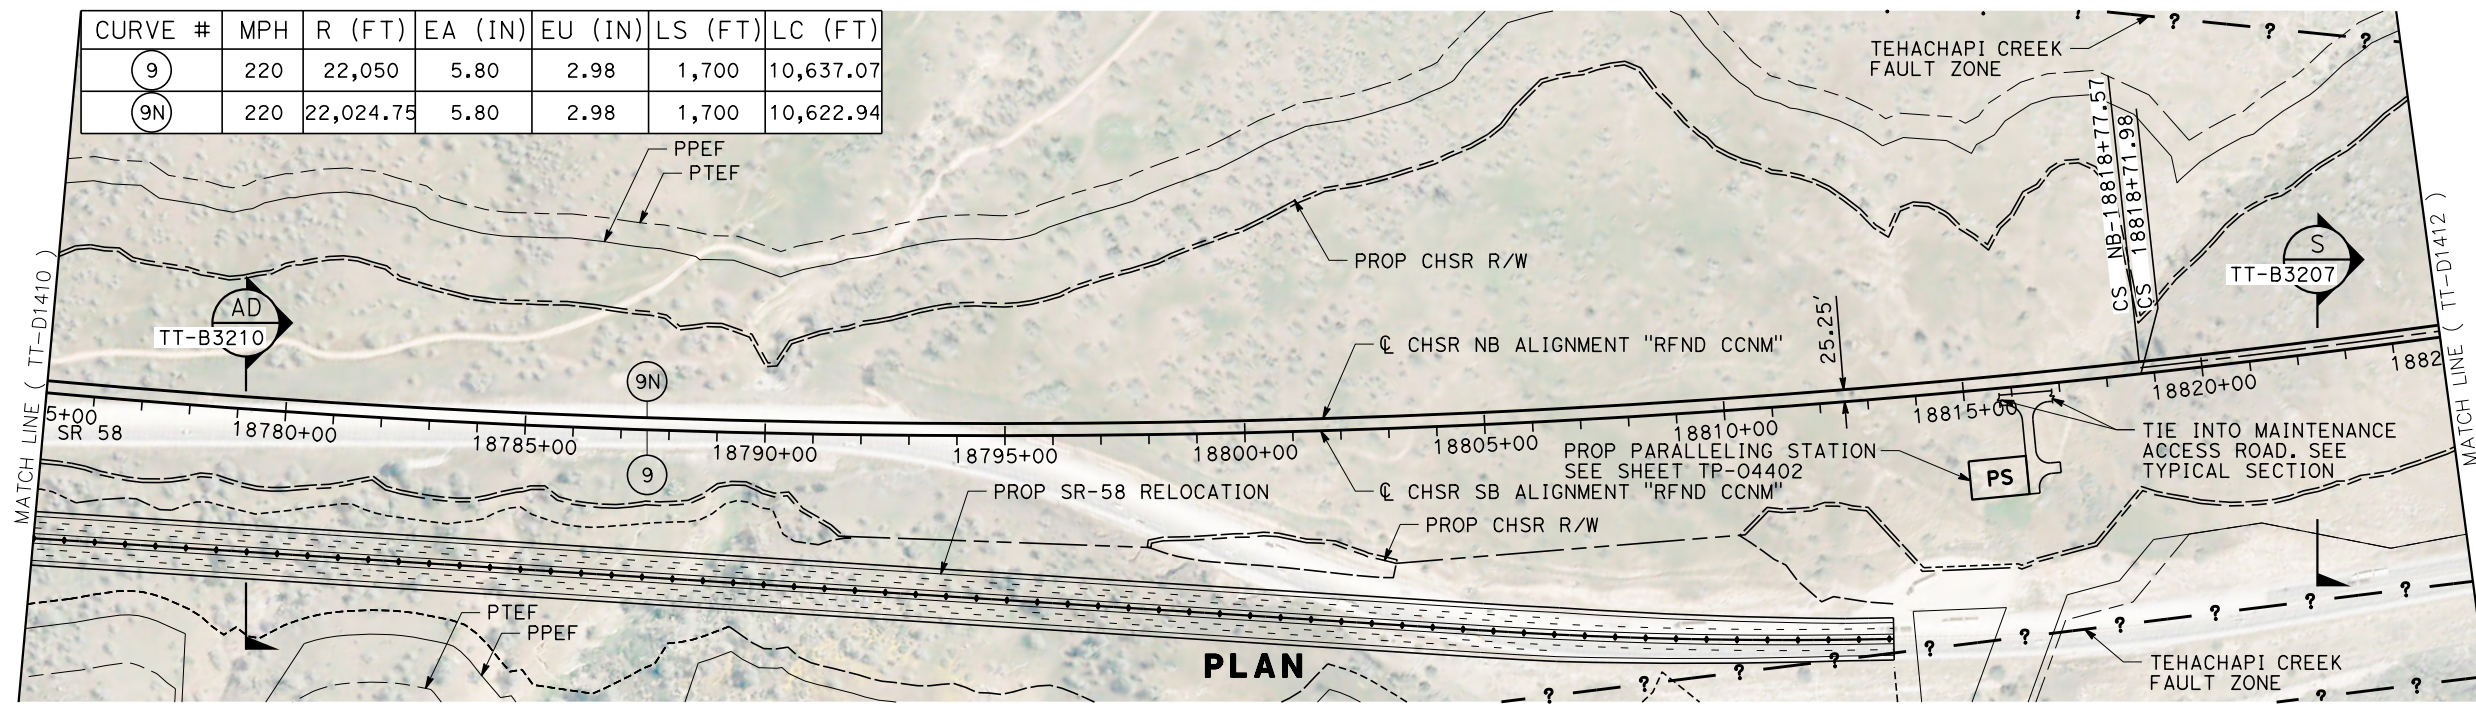 CURVE # MPH R (FT) EA (IN) EU (IN) LS (FT) LC (FT)
9 220 22,050 5.80 2.98 1,700 10,637.07
9N 220 22,024.75 5.80 2.98 1,700 10,622.94
TEHACHAPI CREEK
FAULT ZONE
? ? ? ?
PPEF
PTEF
CS NB-18818+77.57
CS 18818+71.98
PROP CHSR R/W
S
TT-B3207
AD
TT-B3210
MATCH LINE ( TT-D1410 )
MATCH LINE ( TT-D1412 )
25.25'
℄ CHSR NB ALIGNMENT "RFND CCNM"
9N
5+00
18780+00
18785+00
18790+00
18795+00
18800+00
18805+00
18810+00
18815+00
18820+00
1882
SR 58
9
PROP PARALLELING STATION
SEE SHEET TP-04402
PS
TIE INTO MAINTENANCE
ACCESS ROAD. SEE
TYPICAL SECTION
℄ CHSR SB ALIGNMENT "RFND CCNM"
PROP SR-58 RELOCATION
PROP CHSR R/W
PTEF
PPEF
PLAN
? ? ? ? ? ? ? ? ? ?
TEHACHAPI CREEK
FAULT ZONE
? ?